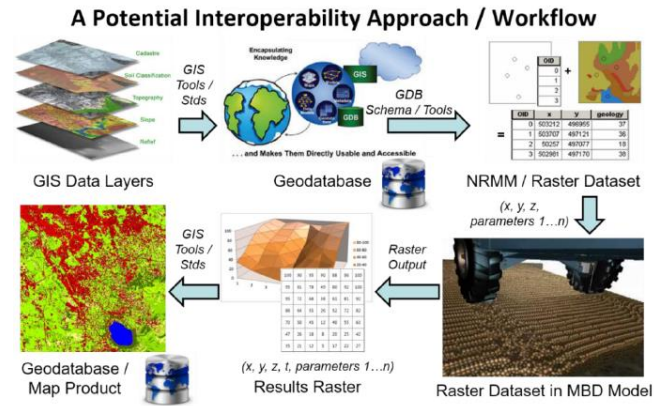 A Potential Interoperability Approach / Workflow
Cadastre
Soil Classification
Topography
Slope
Relief
GIS Data Layers
GIS
Tools /
Stds
Encapsulating
Knowledge
GIS
GDB
. . . and Makes Them Directly Usable and Accessible
Geodatabase
GDB
Schema / Tools
OID
0
1
2
3
+
=
OID x y geology
0 503212 496955 37
1 503707 497121 36
2 50257 497077 18
3 502981 497170 38
NRMM / Raster Dataset
(x, y, z,
parameters 1…n)
GIS
Tools /
Stds
Raster
Output
Geodatabase /
Map Product
(x, y, z, t, parameters 1…n)
Results Raster
Raster Dataset in MBD Model